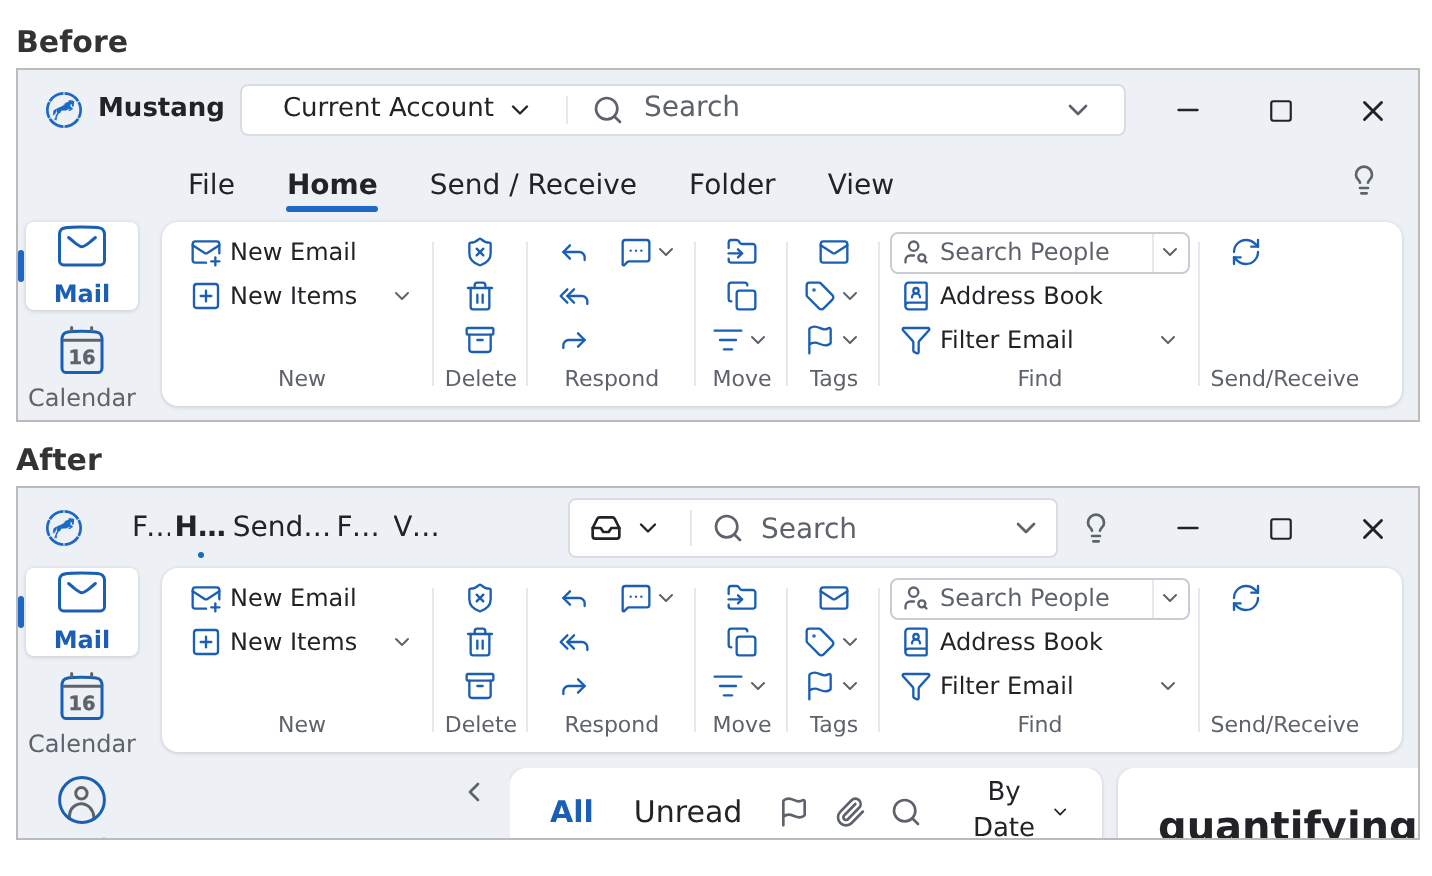 Before
Mustang Current Account Search
File Home Send / Receive Folder View
Mail
16
Calendar
New Email
New Items
New
Delete
Respond
Move
Tags
Search People
Address Book
Filter Email
Find
Send/Receive
After
F... H... Send... F... V... Search
Mail
16
Calendar
New Email
New Items
New
Delete
Respond
Move
Tags
Search People
Address Book
Filter Email
Find
Send/Receive
All Unread By Date
quantifying